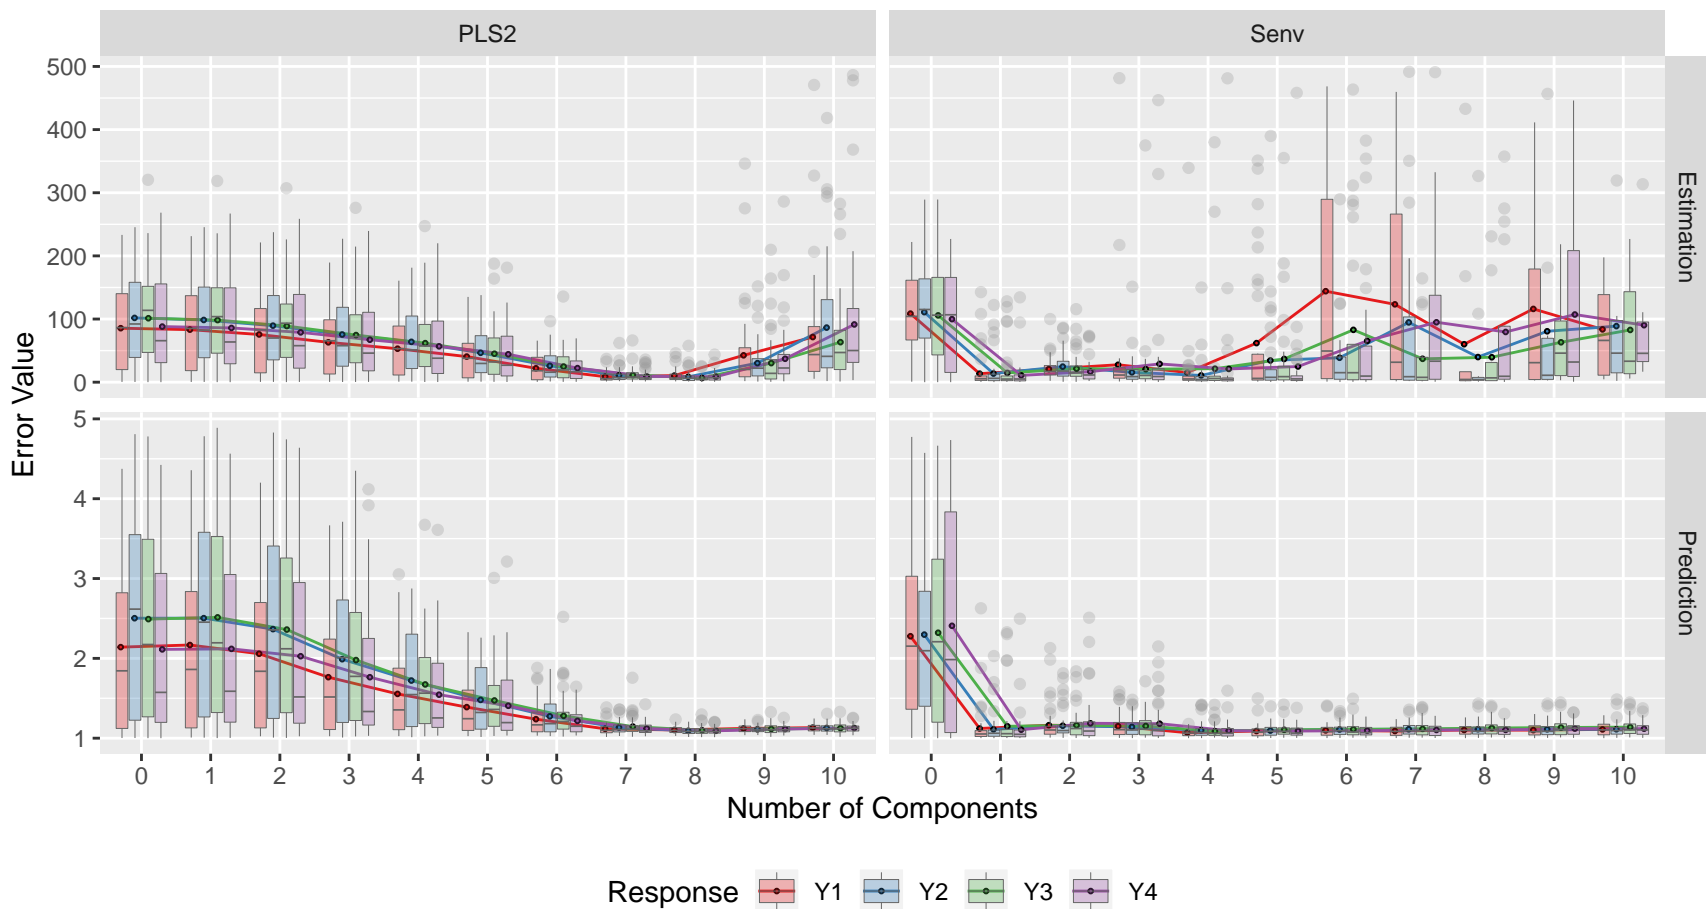 PLS2 Senv
500
400
300
200
100
0
Estimation
5
4
3
2
1
Prediction
Error Value
0 1 2 3 4 5 6 7 8 9 10 0 1 2 3 4 5 6 7 8 9 10
Number of Components
Response Y1 Y2 Y3 Y4